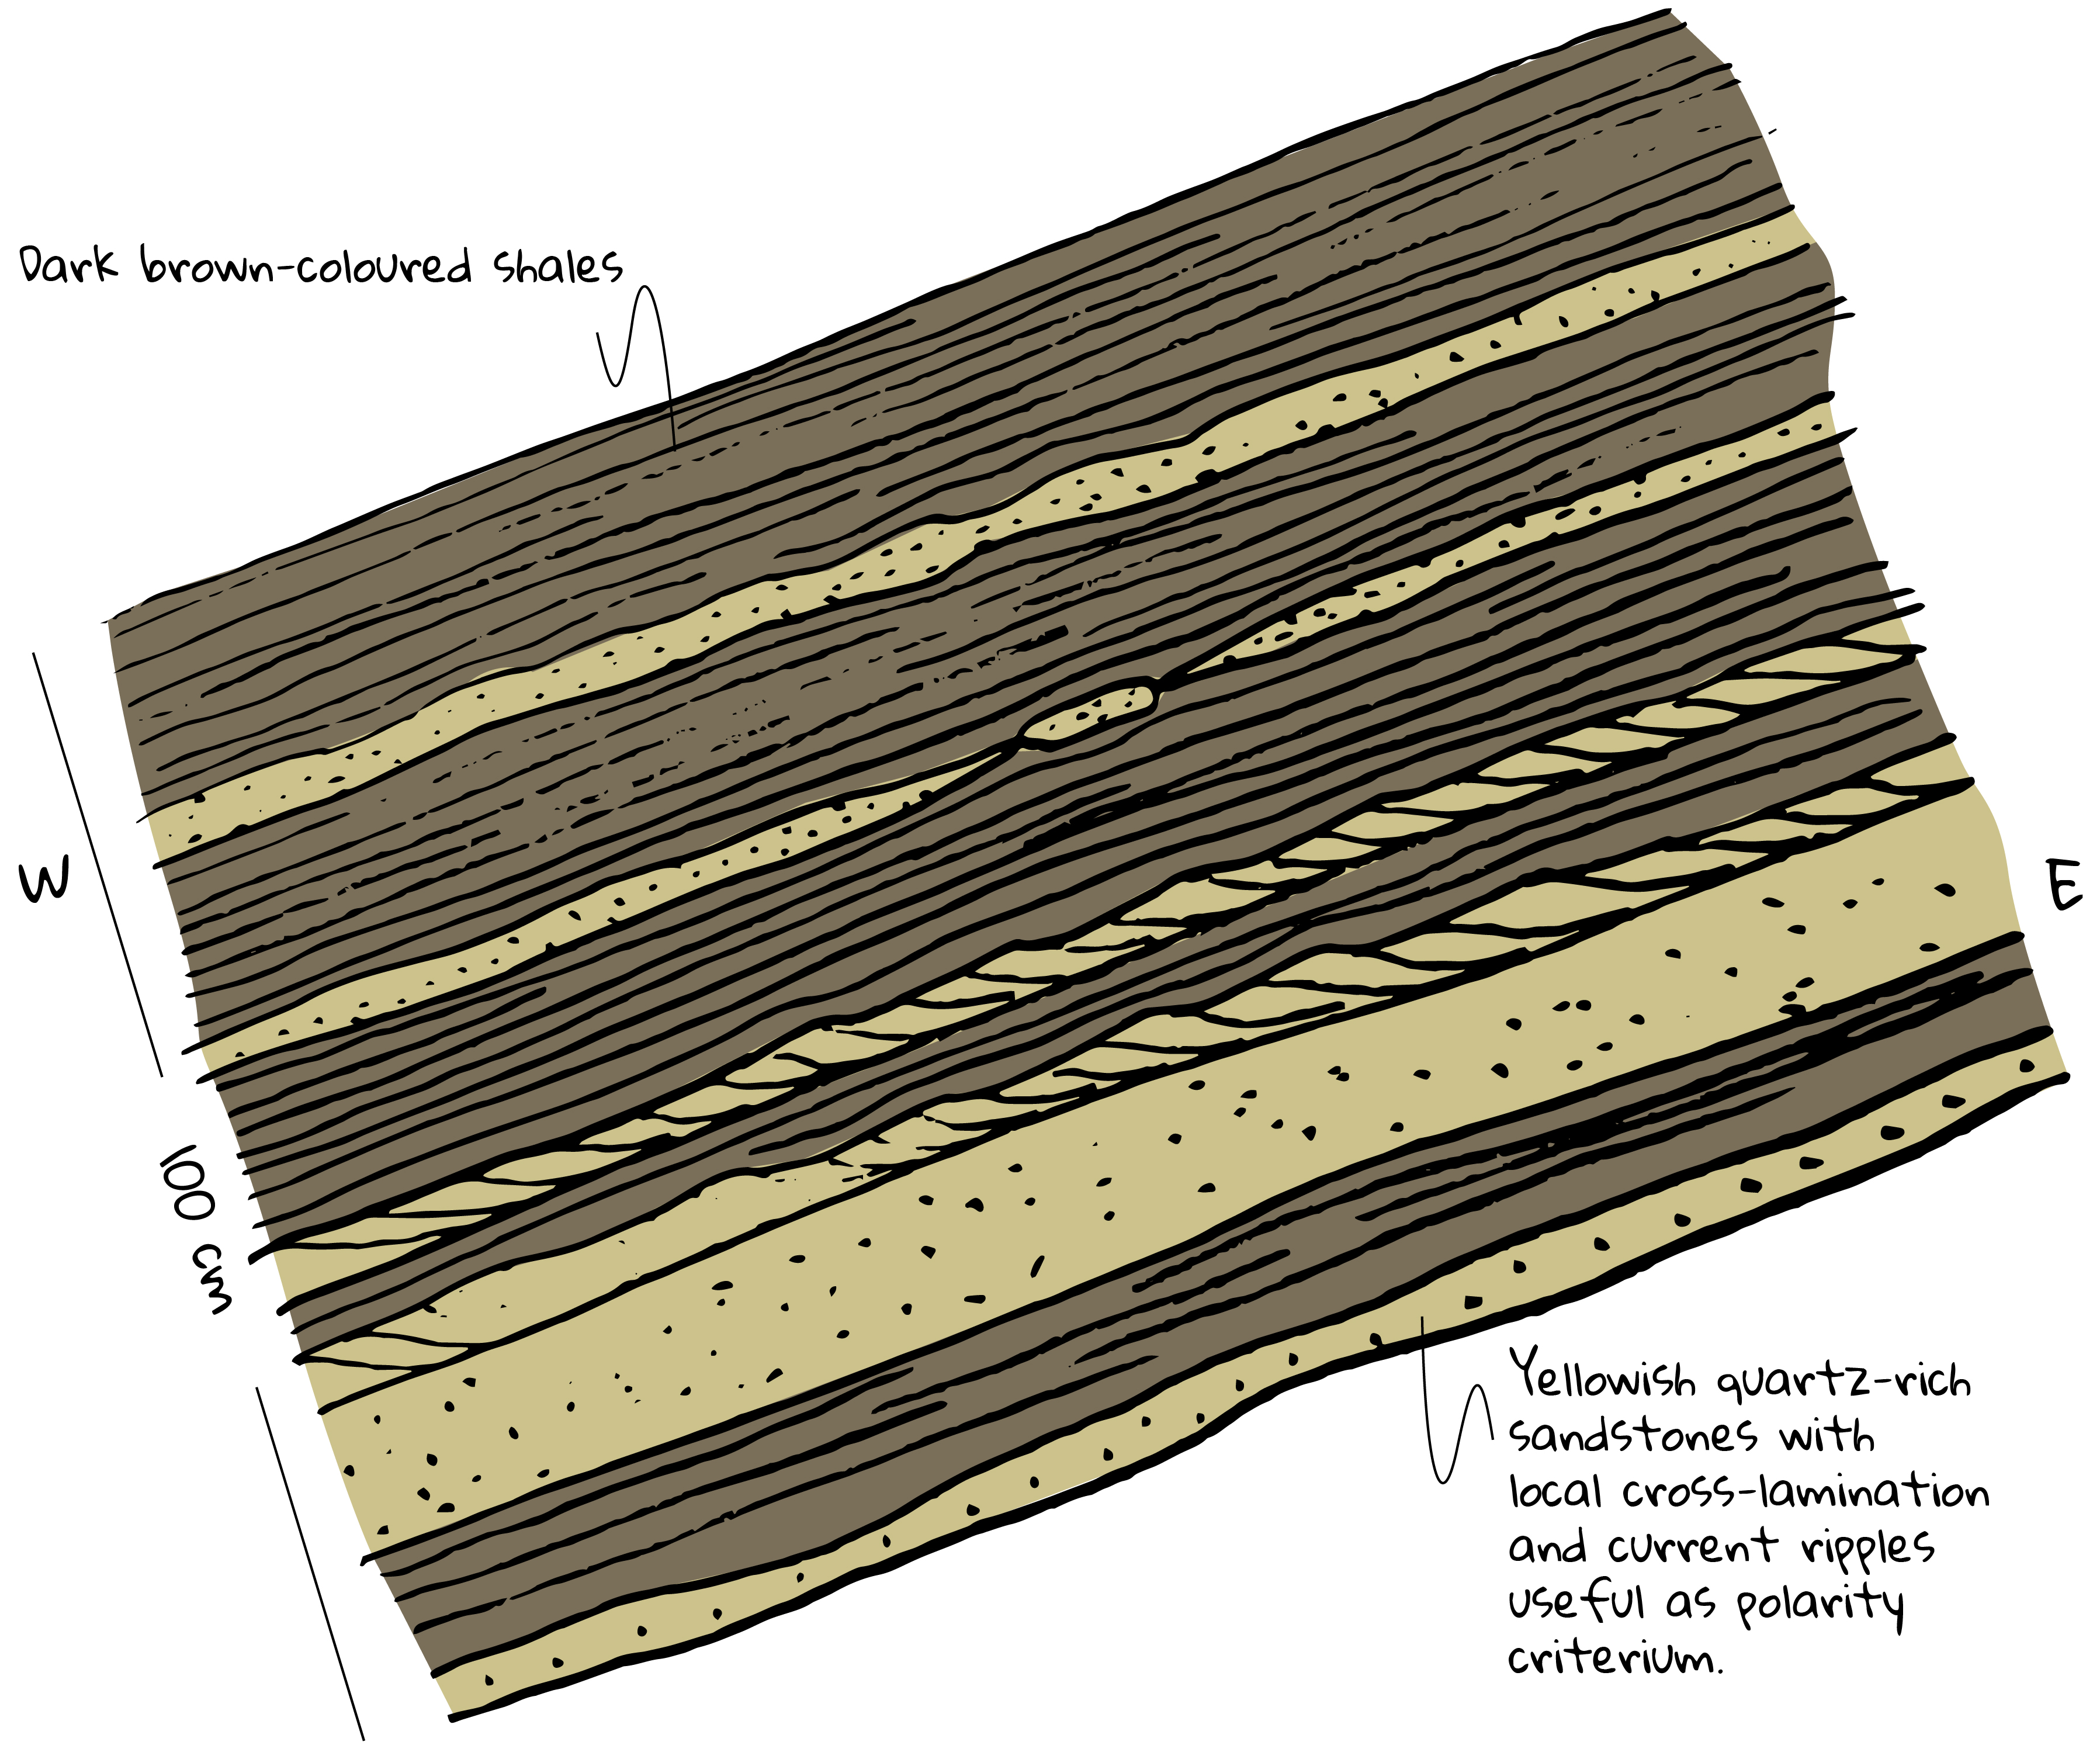 Dark brown-coloured shales
W
E
100 cm
Yellowish quartz-rich
sandstones with
local cross-lamination
and current ripples
useful as polarity
criterium.